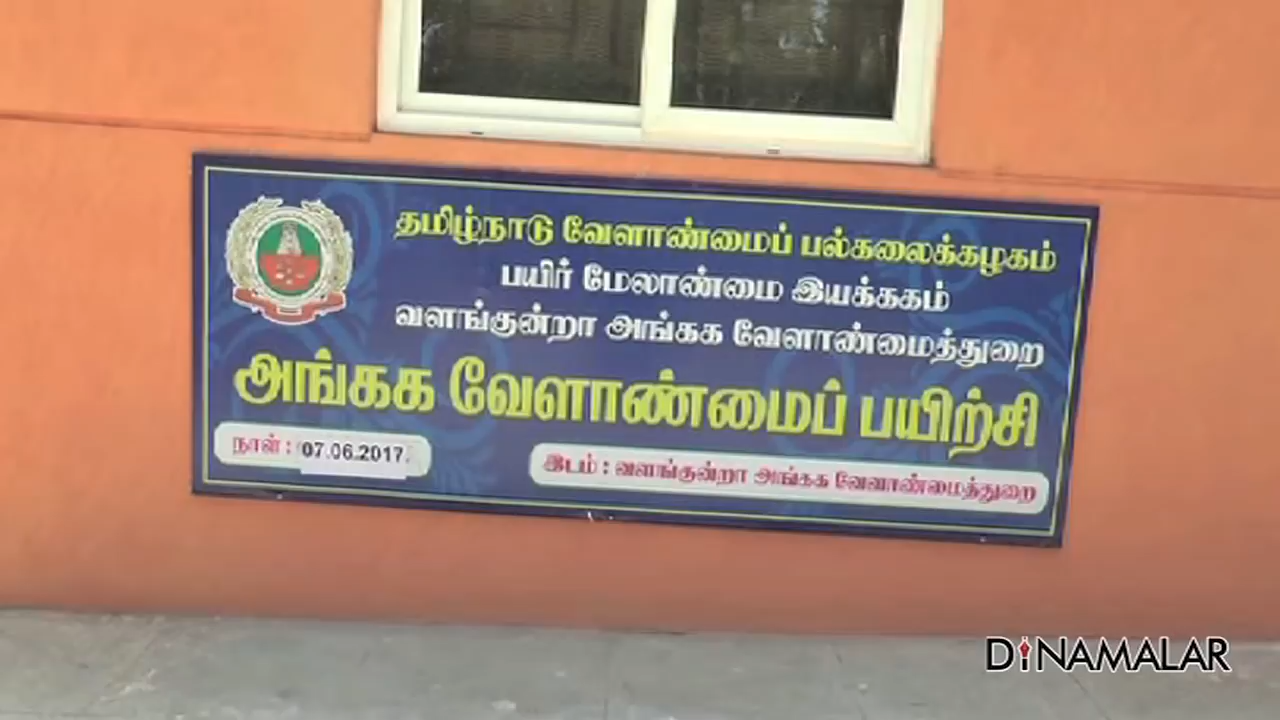 தமிழ்நாடு வேளாண்மைப் பல்கலைக்கழகம்
பயிர் மேலாண்மை இயக்ககம்
வளங்குன்றா அங்கக வேளாண்மைத்துறை
அங்கக வேளாண்மைப் பயிற்சி
நாள் : 07.06.2017.
இடம் : வளங்குன்றா அங்கக வேளாண்மைத்துறை
DINAMALAR